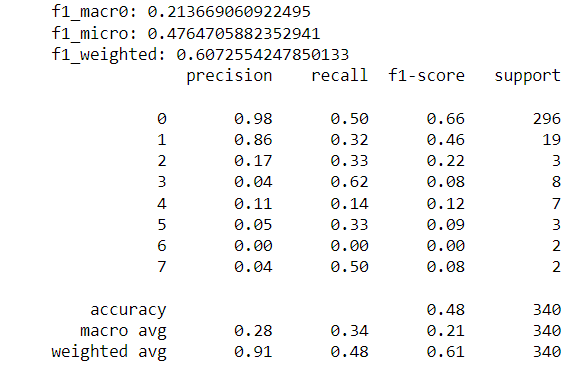 f1_macr0: 0.213669060922495
f1_micro: 0.4764705882352941
f1_weighted: 0.6072554247850133
precision recall f1-score support
0 0.98 0.50 0.66 296
1 0.86 0.32 0.46 19
2 0.17 0.33 0.22 3
3 0.04 0.62 0.08 8
4 0.11 0.14 0.12 7
5 0.05 0.33 0.09 3
6 0.00 0.00 0.00 2
7 0.04 0.50 0.08 2
accuracy 0.48 340
macro avg 0.28 0.34 0.21 340
weighted avg 0.91 0.48 0.61 340